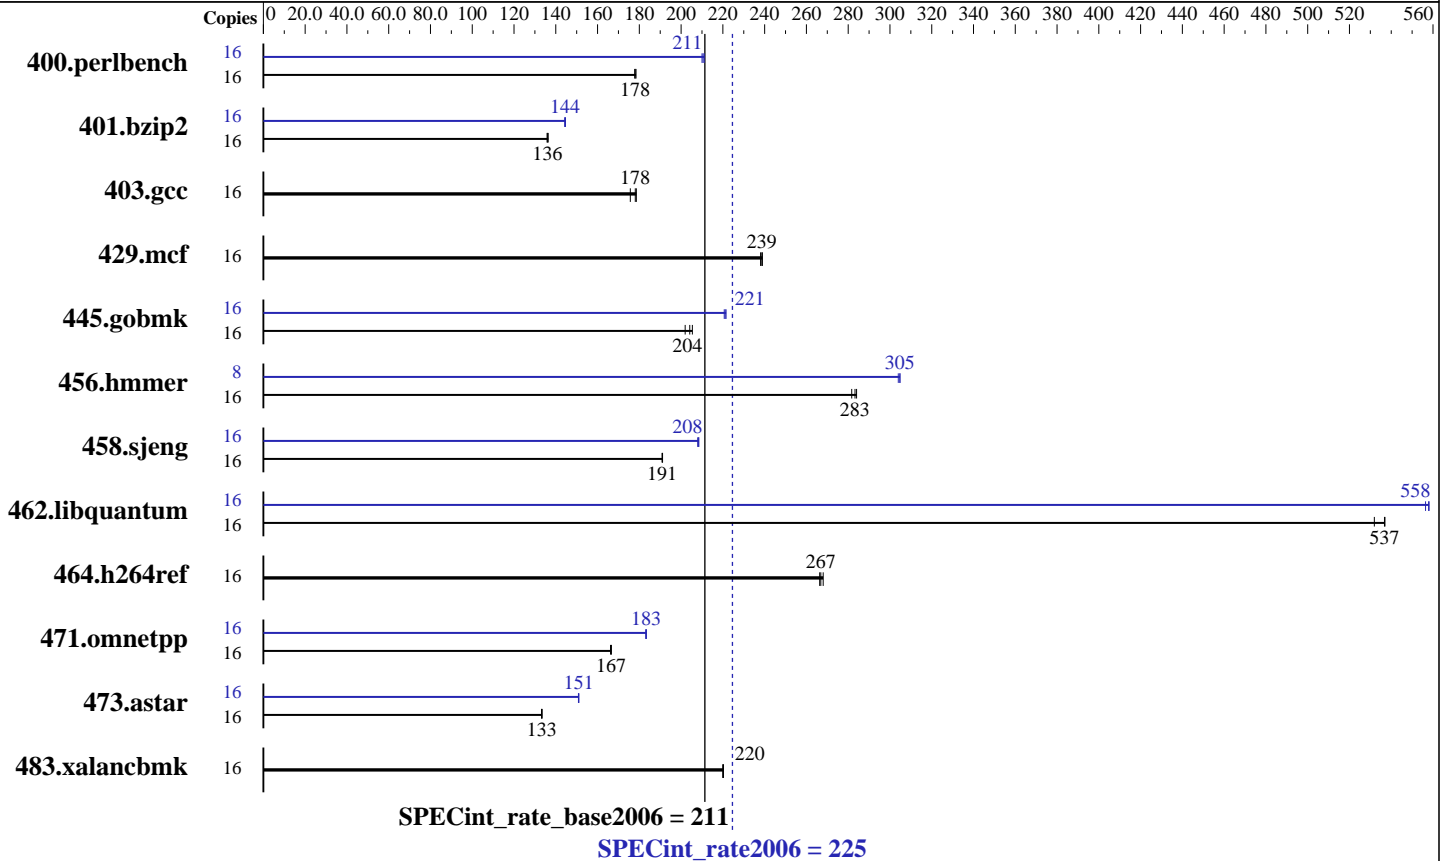 Copies 0 20.0 40.0 60.0 80.0 100 120 140 160 180 200 220 240 260 280 300 320 340 360 380 400 420 440 460 480 500 520 560
400.perlbench 16 211
16 178
401.bzip2 16 144
16 136
403.gcc 16 178
429.mcf 16 239
445.gobmk 16 221
16 204
456.hmmer 8 305
16 283
458.sjeng 16 208
16 191
462.libquantum 16 558
16 537
464.h264ref 16 267
471.omnetpp 16 183
16 167
473.astar 16 151
16 133
483.xalancbmk 16 220
SPECint_rate_base2006 = 211
SPECint_rate2006 = 225